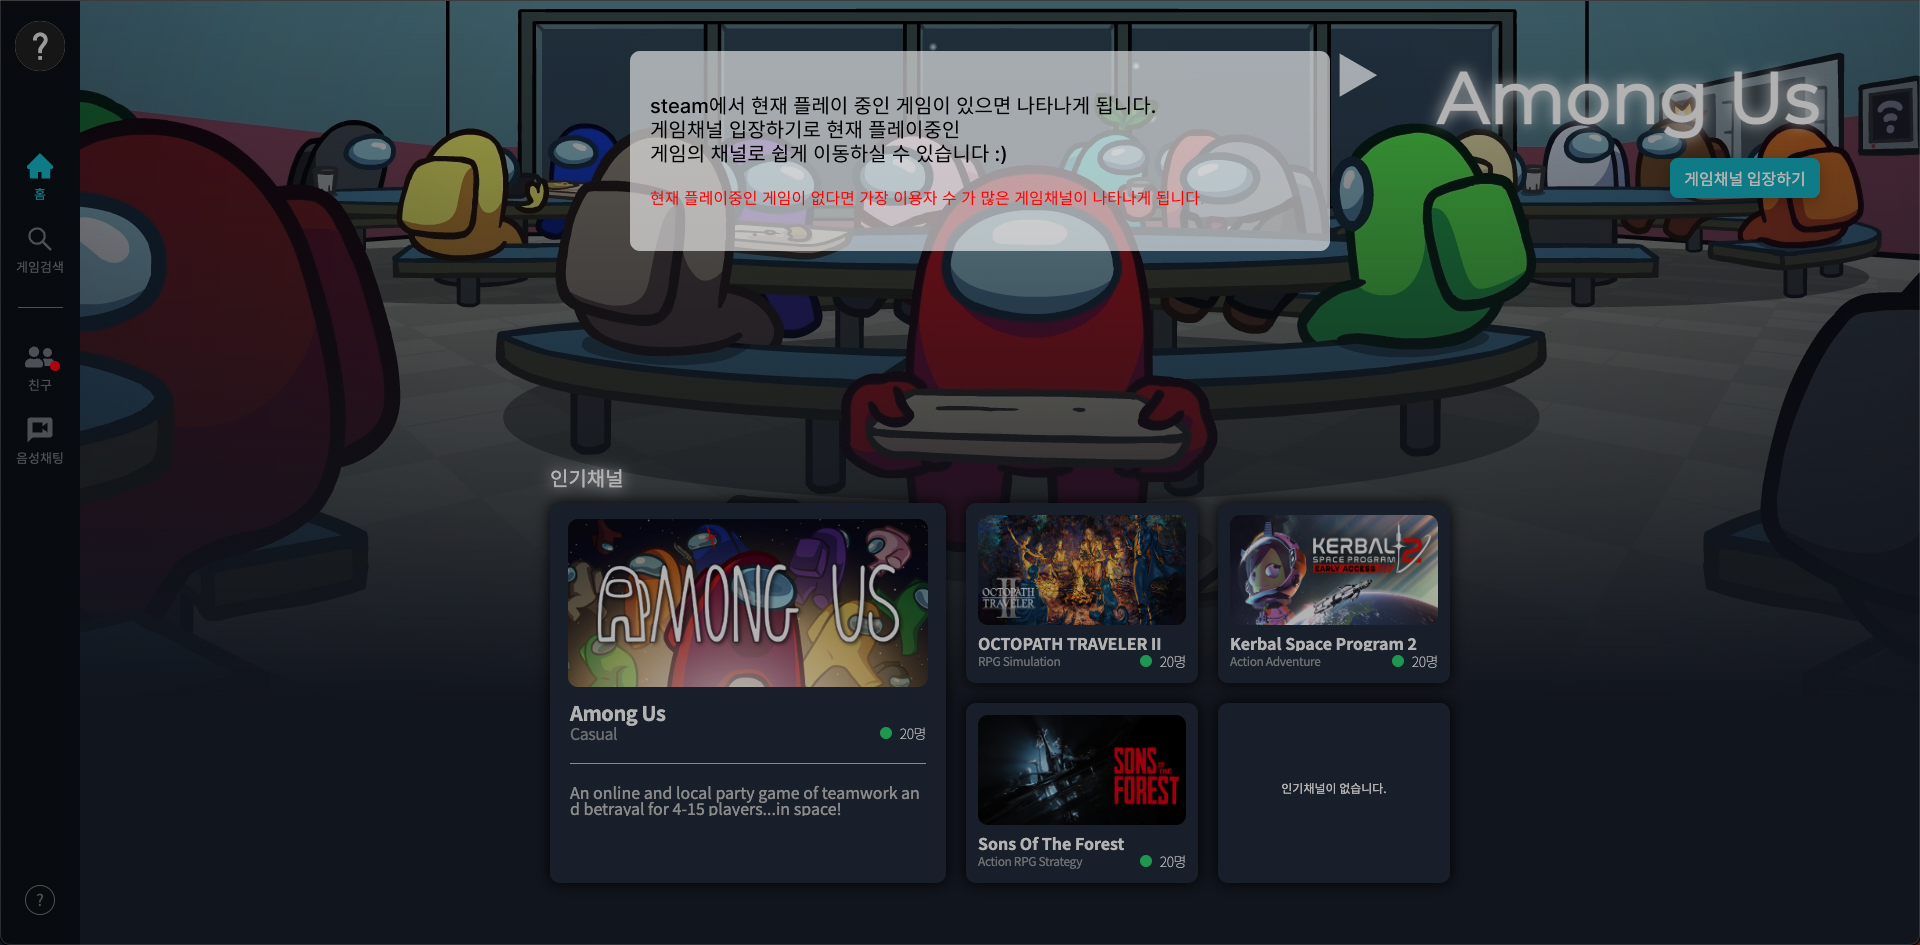 ?
홈
게임검색
친구
음성채팅
?
steam에서 현재 플레이 중인 게임이 있으면 나타나게 됩니다.
게임채널 입장하기로 현재 플레이중인
게임의 채널로 쉽게 이동하실 수 있습니다 :)
현재 플레이중인 게임이 없다면 가장 이용자 수 가 많은 게임채널이 나타나게 됩니다
Among Us
게임채널 입장하기
인기채널
AMONG US
Among Us
Casual
20명
An online and local party game of teamwork an
d betrayal for 4-15 players...in space!
OCTOPATH
TRAVELER
II
OCTOPATH TRAVELER II
RPG Simulation
20명
KERBAL
SPACE PROGRAM
2
EARLY ACCESS
Kerbal Space Program 2
Action Adventure
20명
SONS
OF THE
FOREST
Sons Of The Forest
Action RPG Strategy
20명
인기채널이 없습니다.